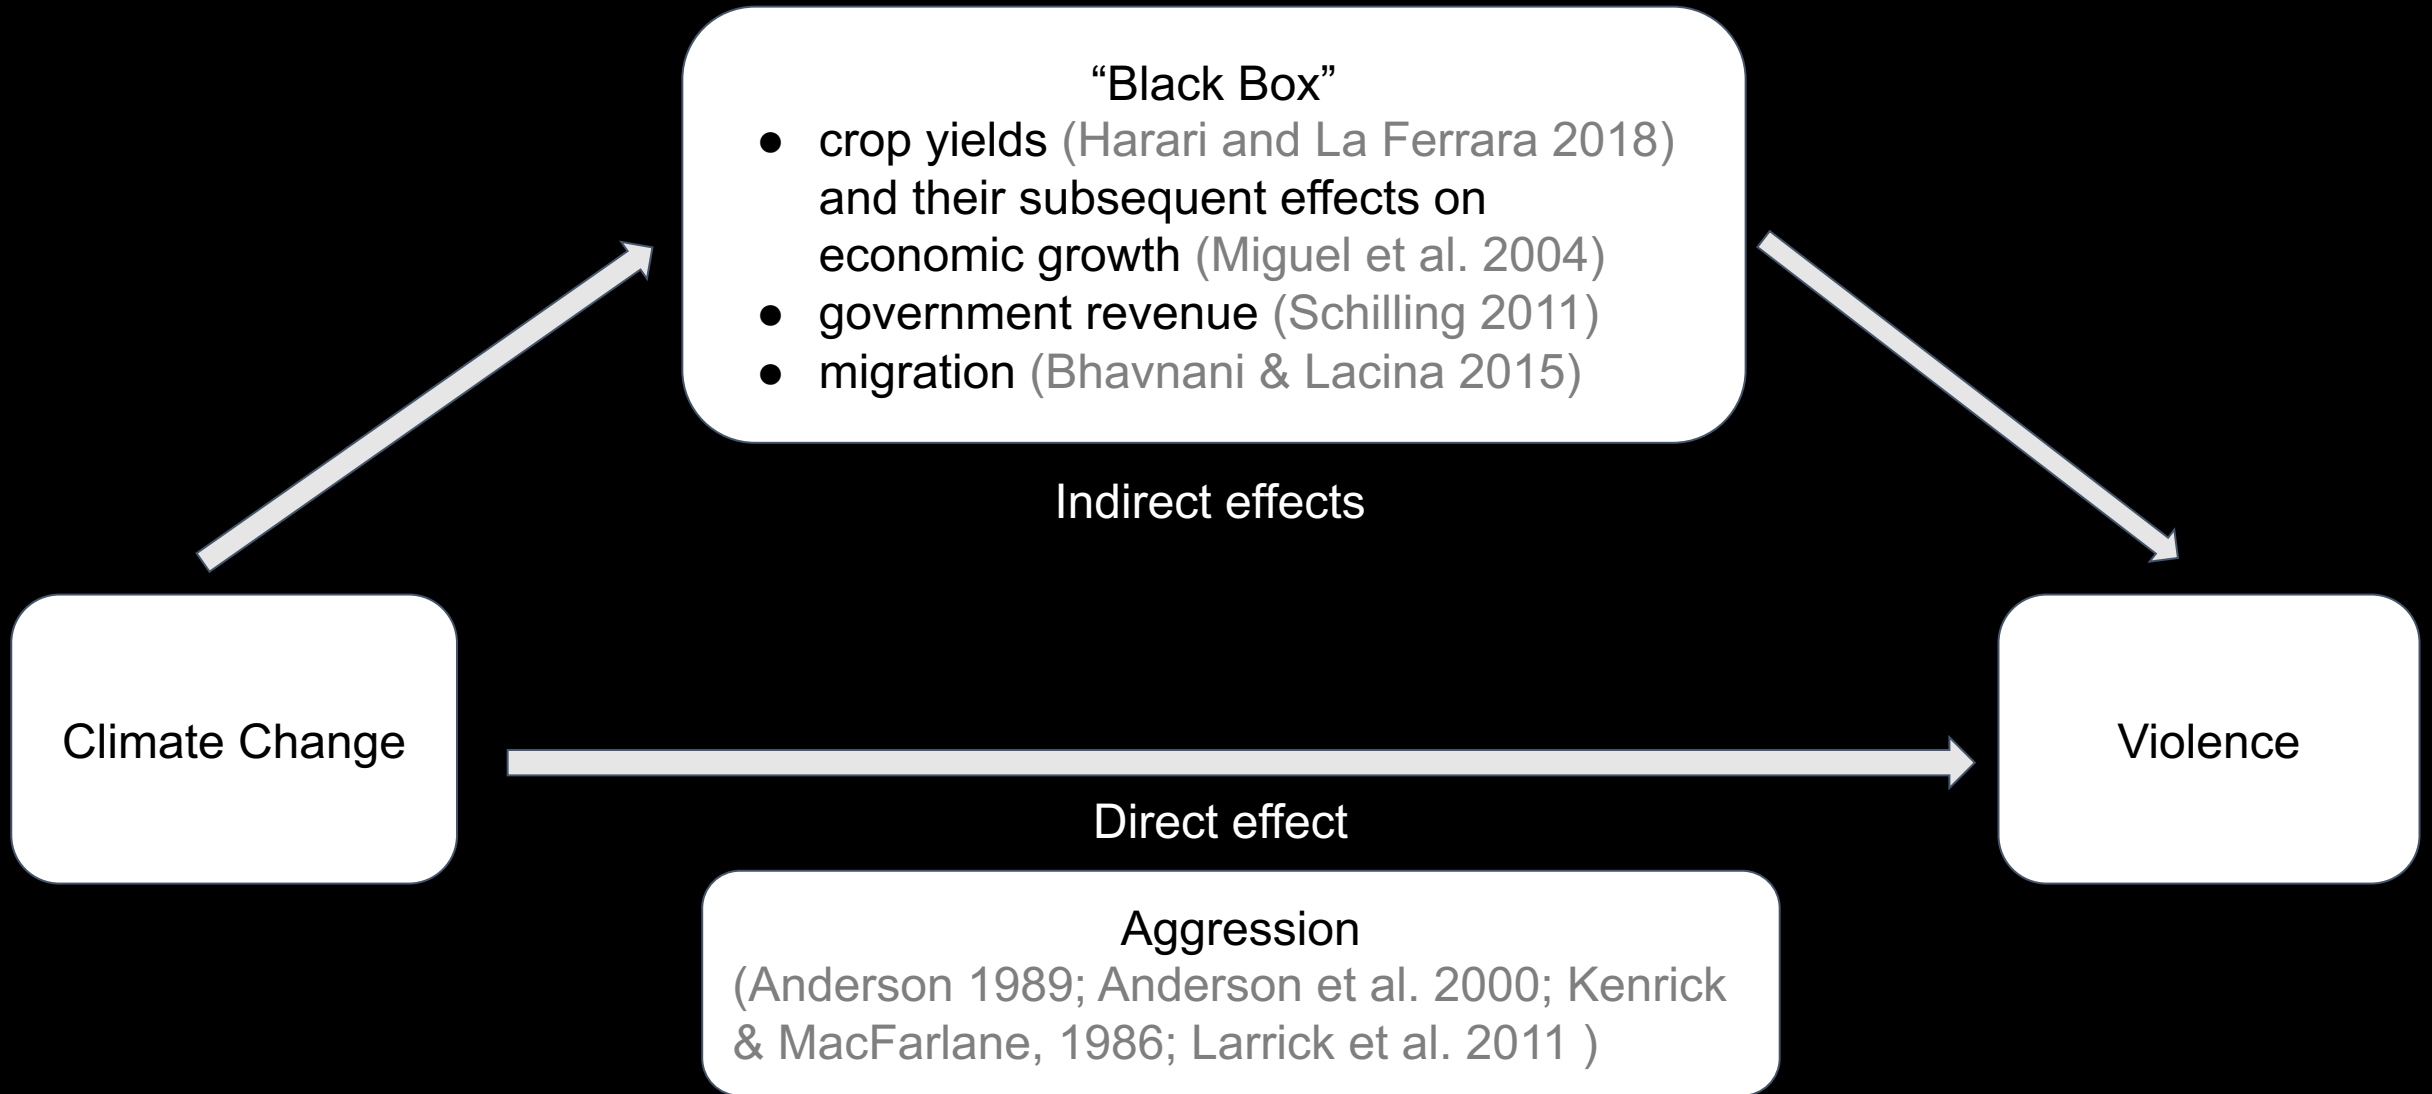 “Black Box”
● crop yields (Harari and La Ferrara 2018)
and their subsequent effects on
economic growth (Miguel et al. 2004)
● government revenue (Schilling 2011)
● migration (Bhavnani & Lacina 2015)
Indirect effects
Climate Change
Violence
Direct effect
Aggression
(Anderson 1989; Anderson et al. 2000; Kenrick
& MacFarlane, 1986; Larrick et al. 2011 )